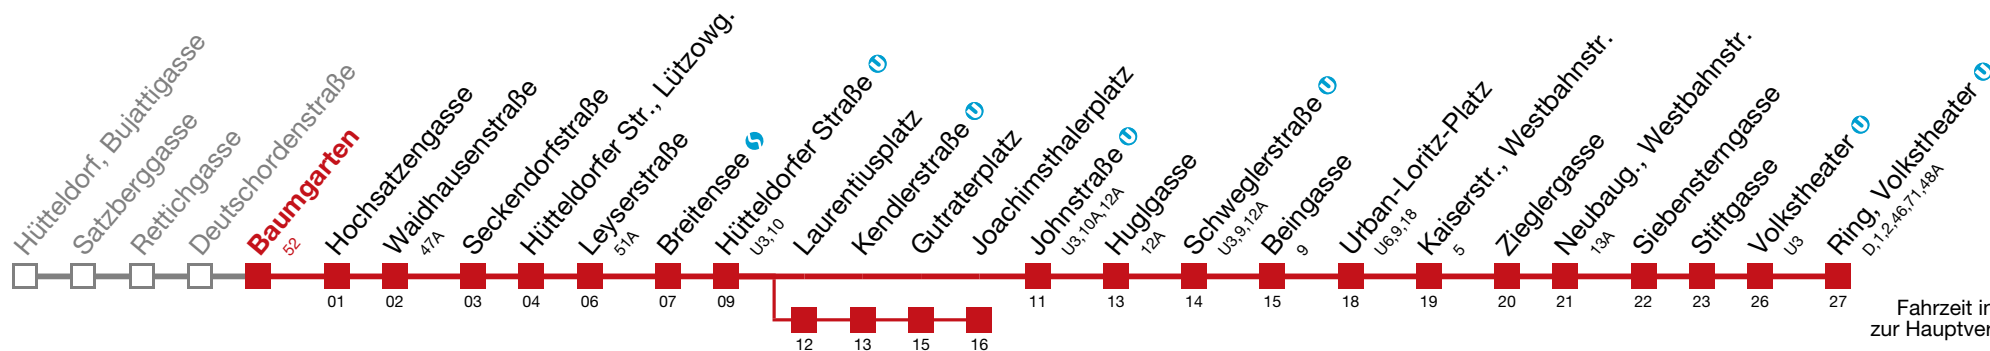 Hütteldorf, Bujattigasse
Satzberggasse
Rettichgasse
Deutschordenstraße
Baumgarten
52
Hochsatzengasse
Waidhausenstraße
47A
Seckendorfstraße
Hütteldorfer Str., Lützowg.
Leyserstraße
51A
Breitensee
Hütteldorfer Straße
U3,10
Laurentiusplatz
Kendlerstraße
Gutraterplatz
Joachimsthalerplatz
Johnstraße
U3,10A,12A
Huglgasse
12A
Schweglerstraße
U3,9,12A
Beingasse
9
Urban-Loritz-Platz
U6,9,18
Kaiserstr., Westbahnstr.
5
Zieglergasse
Neubaug., Westbahnstr.
13A
Siebensterngasse
Stiftgasse
Volkstheater
U3
Ring, Volkstheater
D,1,2,46,71,48A
01 02 03 04 06 07 09 11 13 14 15 18 19 20 21 22 23 26 27
12 13 15 16
Fahrzeit in
zur Hauptver